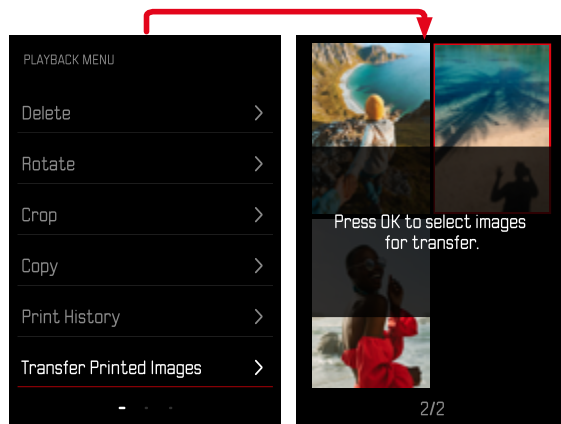 PLAYBACK MENU
Delete
Rotate
Crop
Copy
Print History
Transfer Printed Images
Press OK to select images
for transfer.
2/2